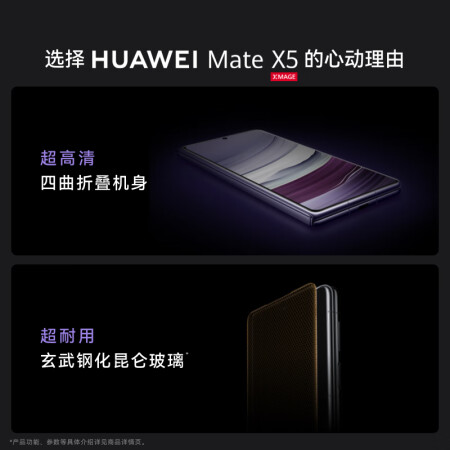 选择 HUAWEI Mate X5 的心动理由
XMAGE
超高清
四曲折叠机身
超耐用
玄武钢化昆仑玻璃*
*产品功能、参数等具体介绍详见商品详情页。